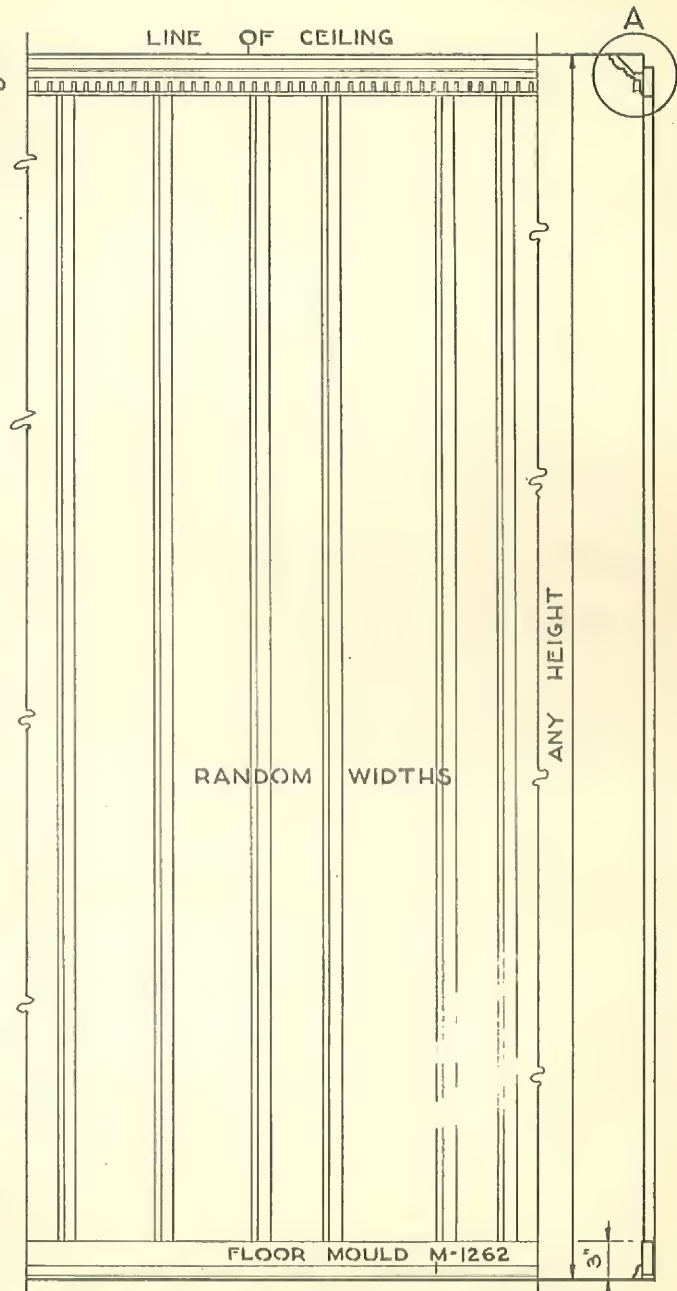 A
LINE OF CEILING
ANY HEIGHT
RANDOM WIDTHS
FLOOR MOULD M-1262
3"